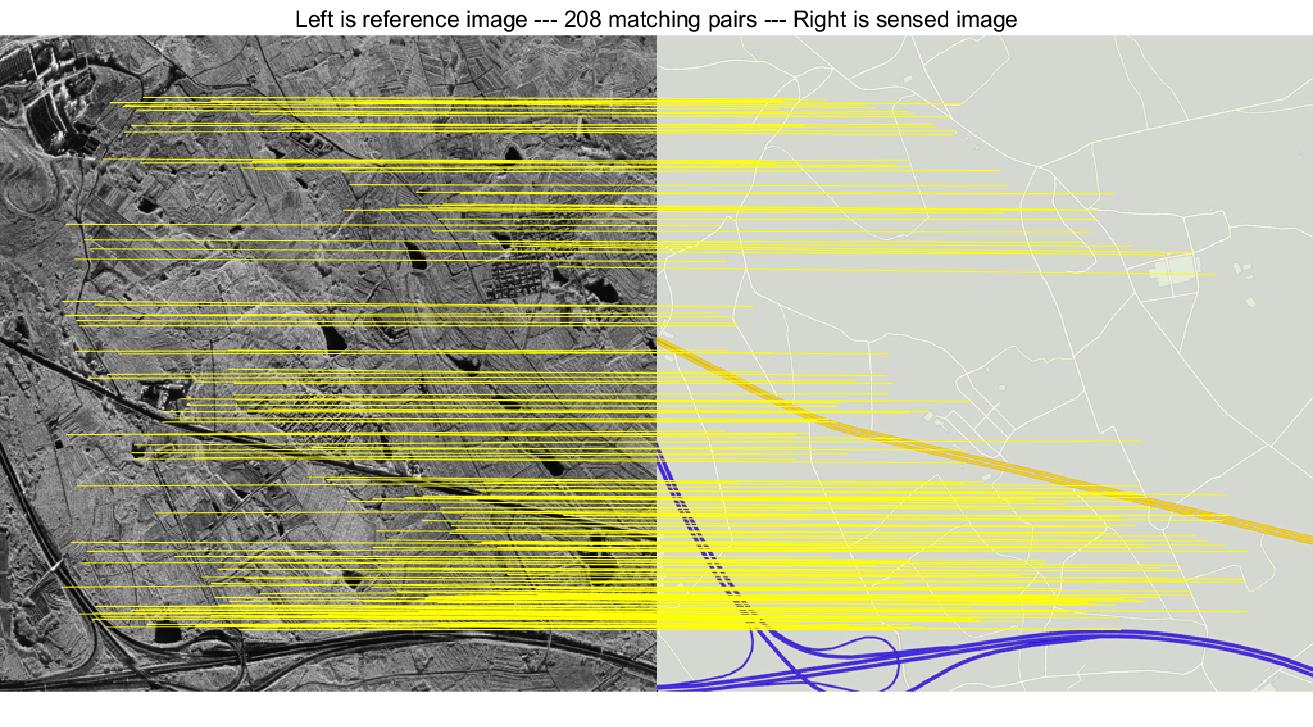 Left is reference image --- 208 matching pairs --- Right is sensed image